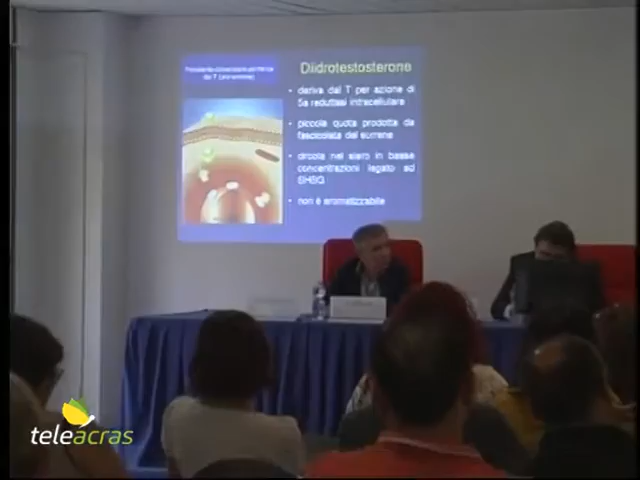 Diidrotestosterone
• deriva dal T per azione di
5a reduttasi intracellulare
• piccola quota prodotta da
fascicolata del surrene
• circola nel siero in basse
concentrazioni legato ad
SHBG
• non è aromatizzabile
teleacras